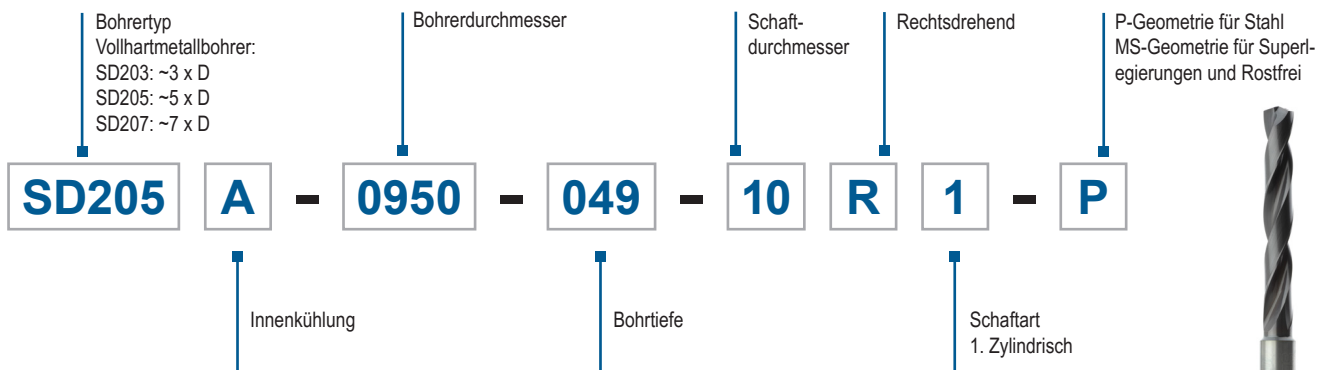 Bohrertyp
Vollhartmetallbohrer:
SD203: ~3 x D
SD205: ~5 x D
SD207: ~7 x D
Bohrerdurchmesser
Schaft-
durchmesser
Rechtsdrehend
P-Geometrie für Stahl
MS-Geometrie für Superl-
egierungen und Rostfrei
SD205 A - 0950 - 049 - 10 R 1 - P
Innenkühlung
Bohrtiefe
Schaftart
1. Zylindrisch